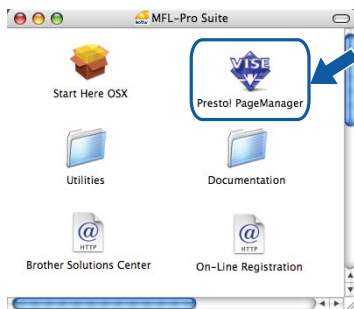 MFL-Pro Suite
VISE
Start Here OSX
Presto! PageManager
Utilities
Documentation
@
HTTP
@
HTTP
Brother Solutions Center
On-Line Registration